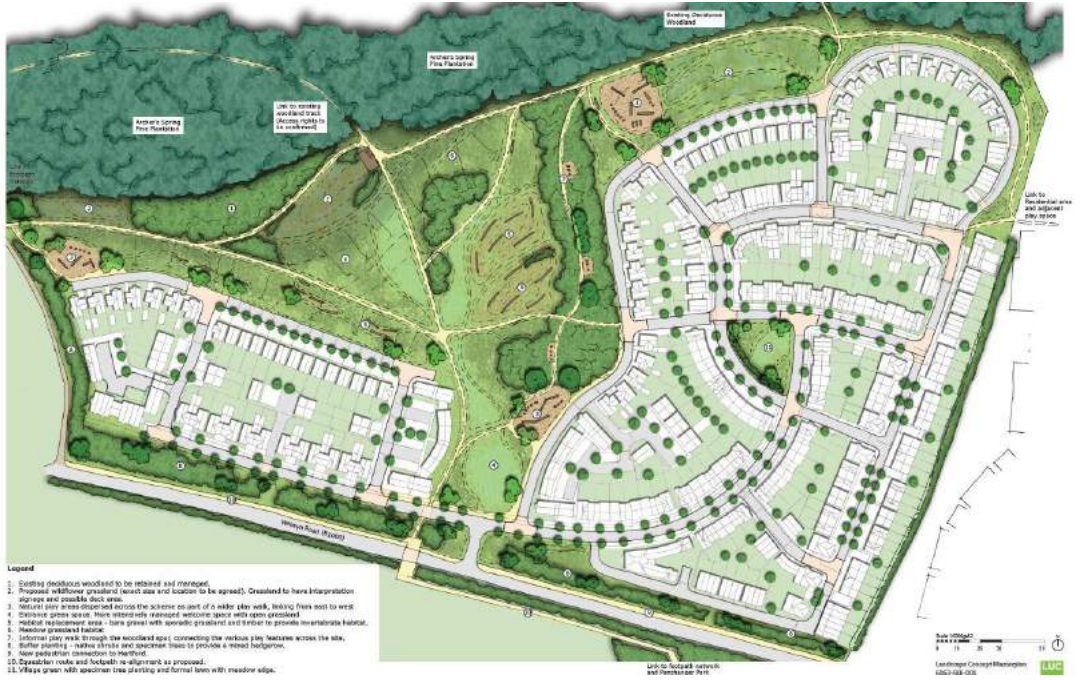 Existing Deciduous
Woodland
Archer's Spring
Pine Plantation
Link to existing
woodland track
(Access rights to
be confirmed)
Archer's Spring
Pine Plantation
Link to
Residential area
and adjacent
play space
Welwyn Road (B1000)
Legend
1. Existing deciduous woodland to be retained and managed.
2. Proposed wildflower grassland (exact size and location to be agreed). Grassland to have interpretation
signage and possible deck area.
3. Natural play areas dispersed across the scheme as part of a wider play walk, linking from east to west
4. Entrance green space. More intensively managed welcome space with open grassland
5. Habitat replacement area - bare gravel with sporadic grassland and timber to provide invertebrate habitat.
6. Meadow grassland habitat
7. Informal play walk through the woodland spur, connecting the various play features across the site.
8. Buffer planting - native shrubs and specimen trees to provide a mixed hedgerow.
9. New pedestrian connection to Hertford.
10. Equestrian route and footpath re-alignment as proposed.
11. Village green with specimen tree planting and formal lawn with meadow edge.
Link to footpath network
and Panshanger Park
Landscape Concept Masterplan
LUC